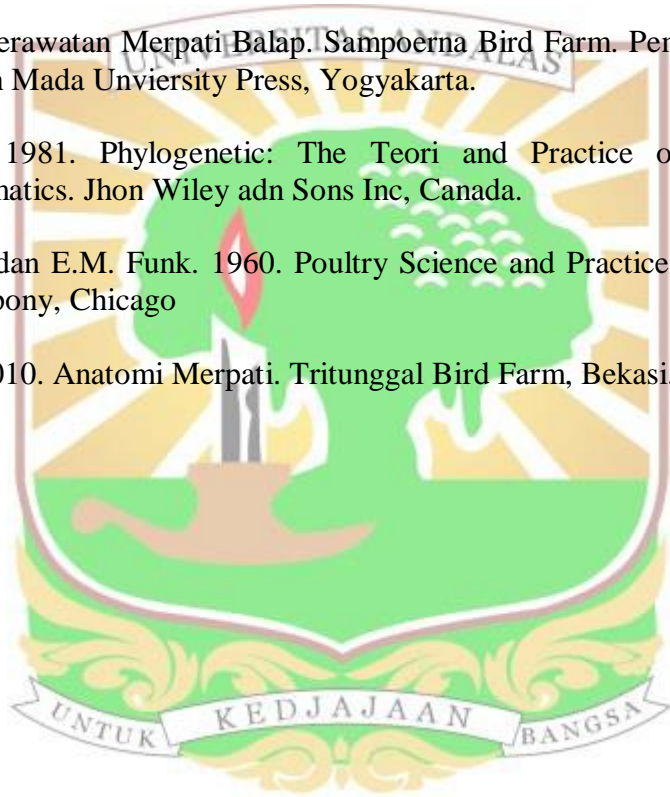 erawatan Merpati Balap. Sampoerna Bird Farm. Pen
UNIVERSITAS ANDALAS
Mada Unviersity Press, Yogyakarta.
1981. Phylogenetic: The Teori and Practice o
natics. Jhon Wiley adn Sons Inc, Canada.
dan E.M. Funk. 1960. Poultry Science and Practice
pony, Chicago
010. Anatomi Merpati. Tritunggal Bird Farm, Bekasi.
UNTUK KEDJAJAAN BANGSA